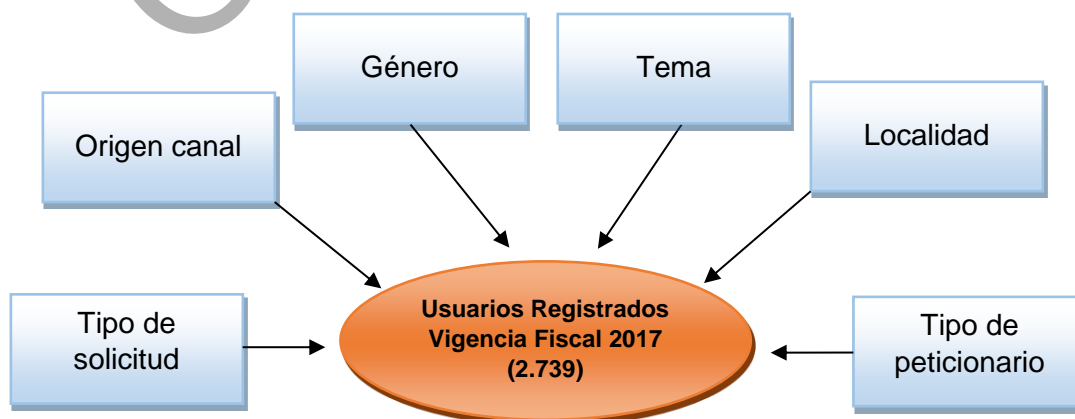 Género
Tema
Origen canal
Localidad
Usuarios Registrados
Vigencia Fiscal 2017
(2.739)
Tipo de
solicitud
Tipo de
peticionario